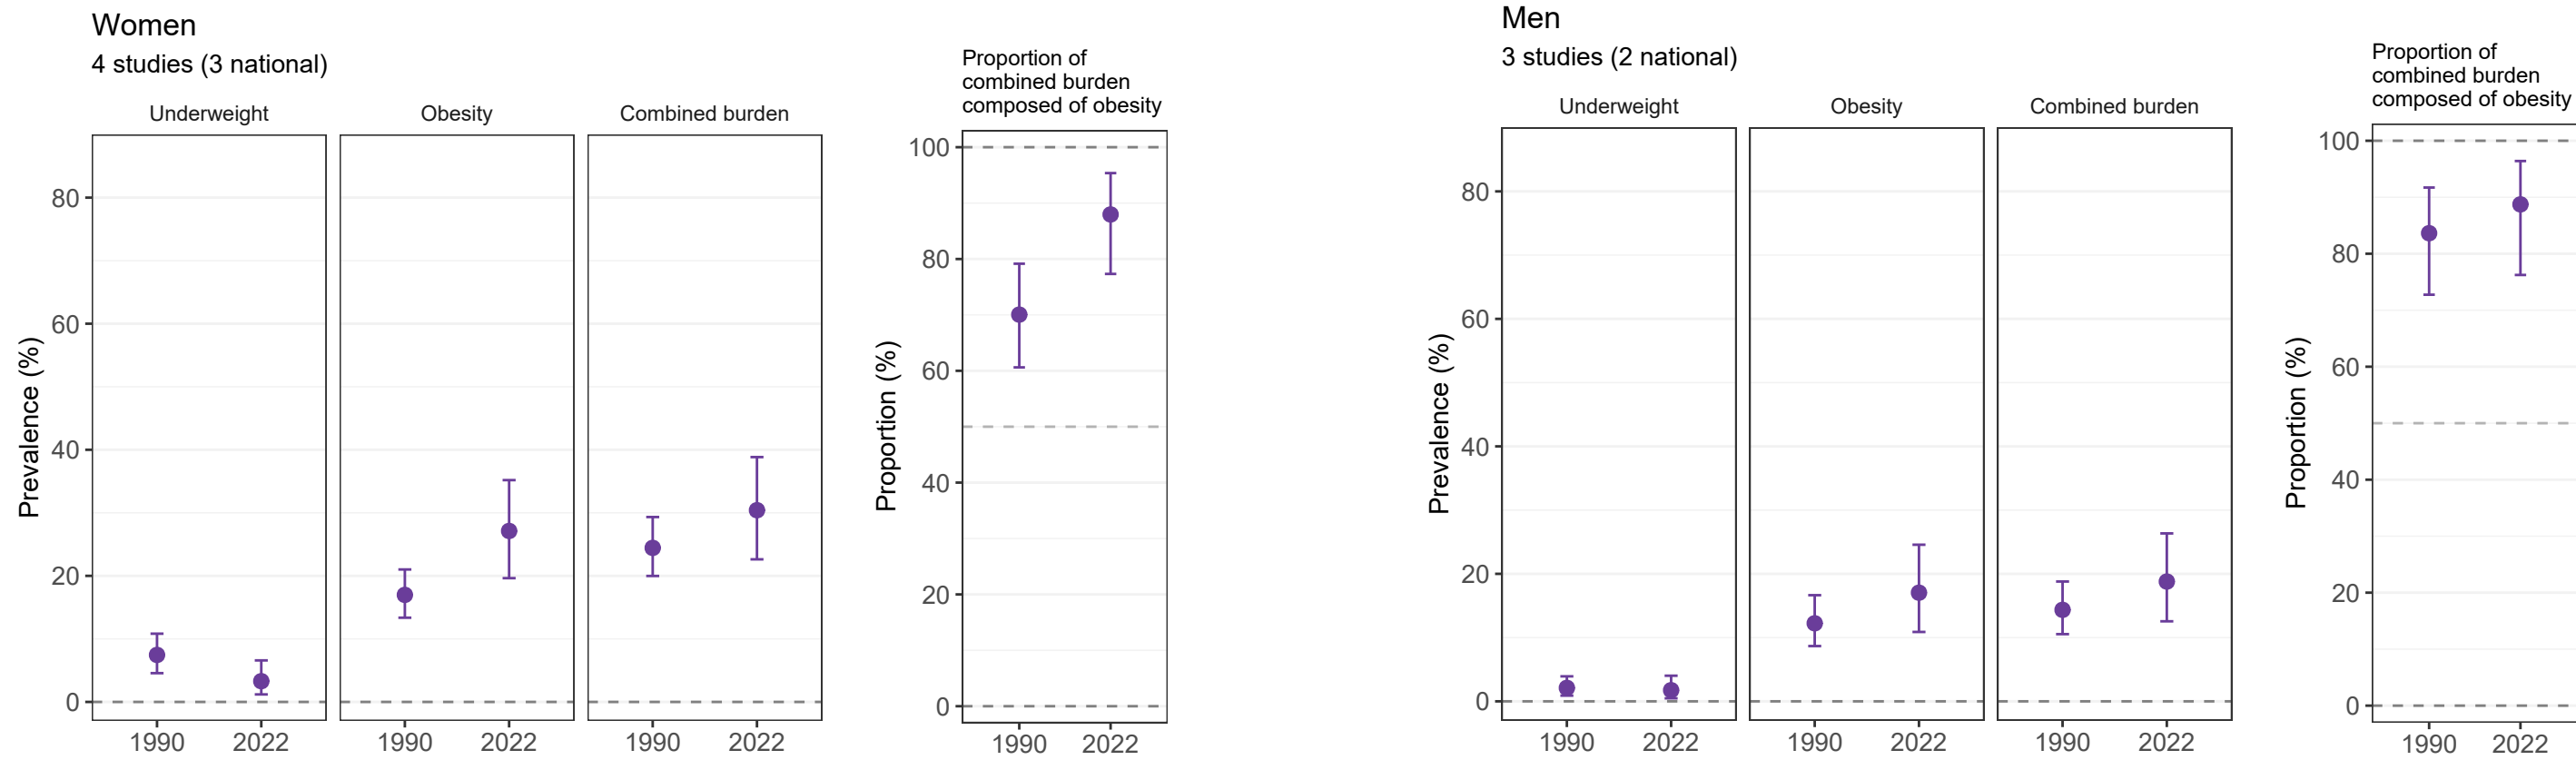 Women
4 studies (3 national)
Underweight
Obesity
Combined burden
Prevalence (%)
80
60
40
20
0
1990 2022
1990 2022
1990 2022
Proportion of
combined burden
composed of obesity
Proportion (%)
100
80
60
40
20
0
1990 2022
Men
3 studies (2 national)
Underweight
Obesity
Combined burden
Prevalence (%)
80
60
40
20
0
1990 2022
1990 2022
1990 2022
Proportion of
combined burden
composed of obesity
Proportion (%)
100
80
60
40
20
0
1990 2022